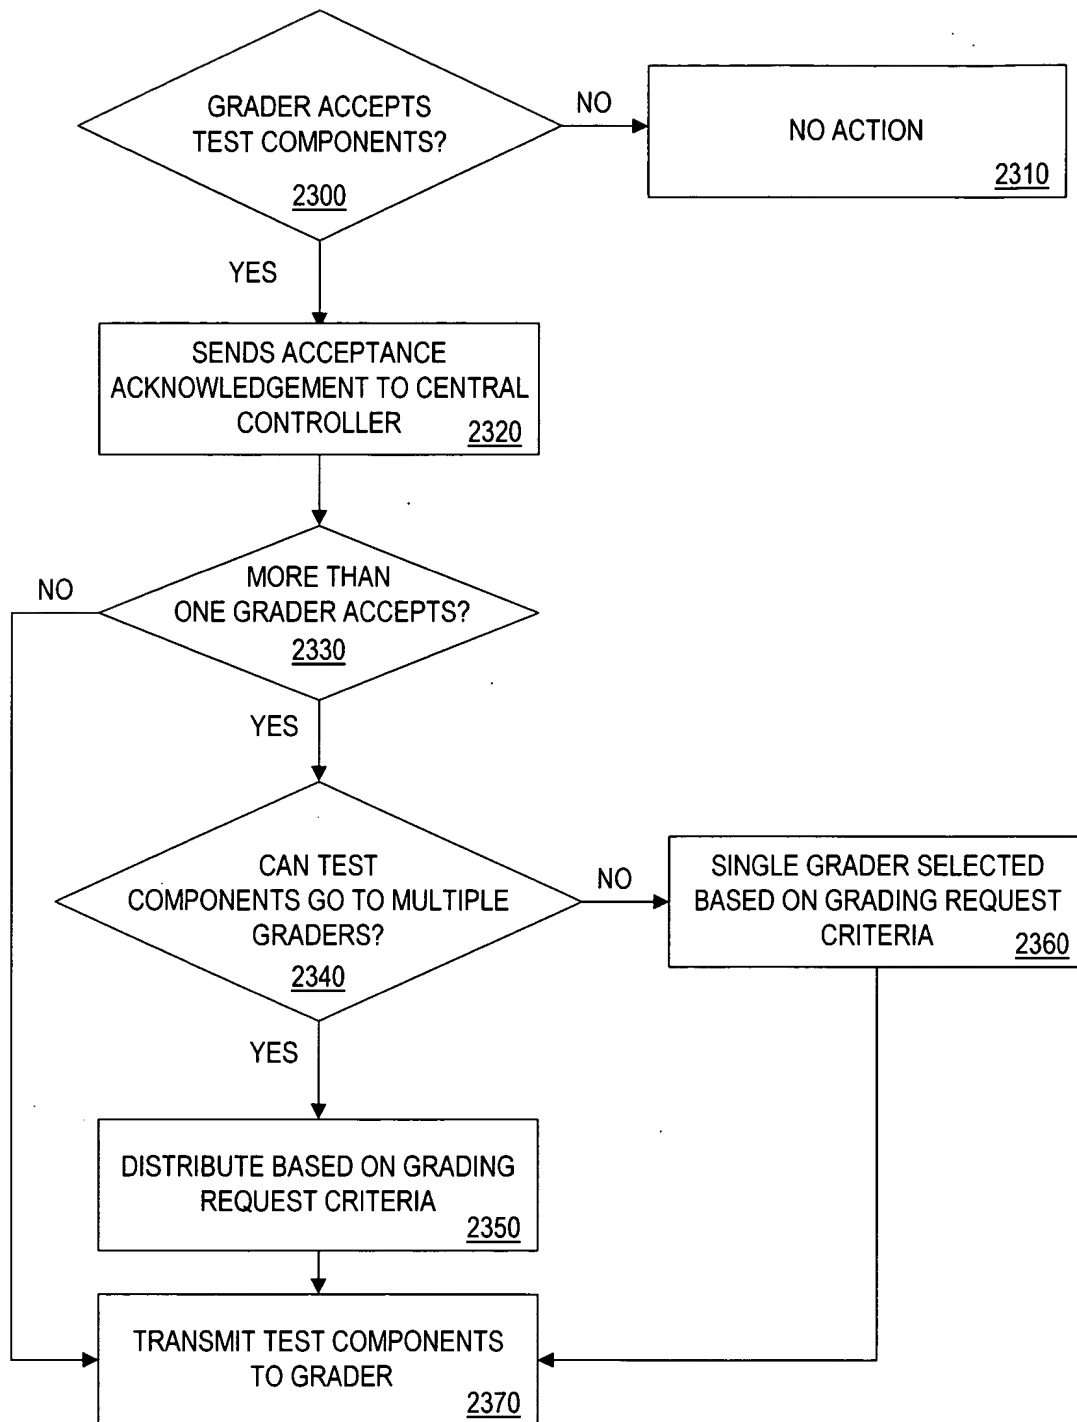 GRADER ACCEPTS
TEST COMPONENTS?
2300
NO
NO ACTION
2310
YES
SENDS ACCEPTANCE
ACKNOWLEDGEMENT TO CENTRAL
CONTROLLER
2320
MORE THAN
ONE GRADER ACCEPTS?
2330
NO
YES
CAN TEST
COMPONENTS GO TO MULTIPLE
GRADERS?
2340
NO
SINGLE GRADER SELECTED
BASED ON GRADING REQUEST
CRITERIA
2360
YES
DISTRIBUTE BASED ON GRADING
REQUEST CRITERIA
2350
TRANSMIT TEST COMPONENTS
TO GRADER
2370